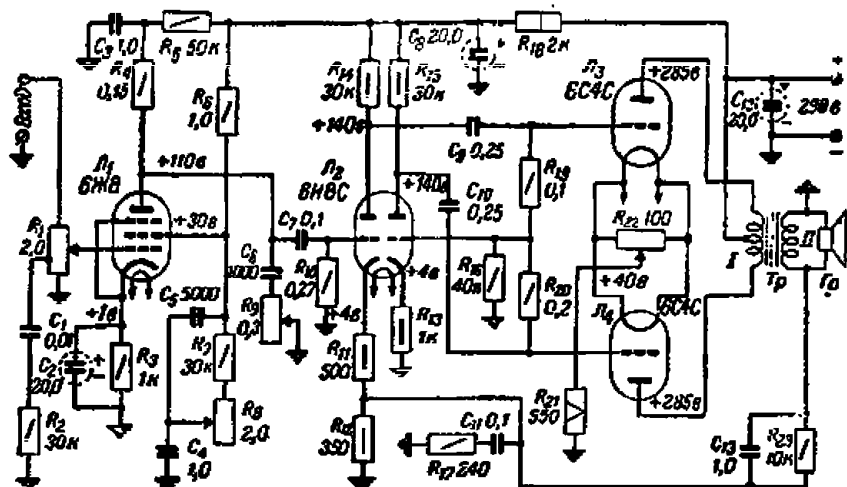 C3 1,0
R5 50к
C8 20,0
+
R18 2к
Л3
6С4С
+285в
+
R4
0,15
R6
1,0
R14
30к
R15
30к
+140в
C15
20,0
290в
-
Л1
6Ж8
+110в
Л2
6Н8С
C9 0,25
R19
0,1
R1
2,0
+30в
C7 0,1
+140в
C10
0,25
R22 100
I
II
Тр
Гр
C5 5000
C6
R10
0,27
+4в
R16
40к
R20
0,2
+40в
6С4С
Л4
+1в
C1
0,01
C2
20,0
+
R3
1к
R7
30к
R9
0,3
+4в
R13
1к
R11
500
R21
550
+285в
R2
30к
C4
1,0
R8
2,0
R12
350
C11 0,1
R17 240
C13
1,0
R23
10к